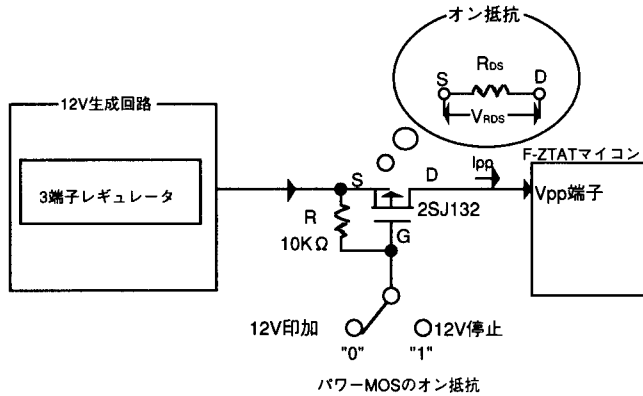 オン抵抗
RDS
S
D
VRDS
12V生成回路
3端子レギュレータ
S
D
Ipp
F-ZTATマイコン
Vpp端子
R
10KΩ
2SJ132
G
12V印加
12V停止
"0"
"1"
パワーMOSのオン抵抗